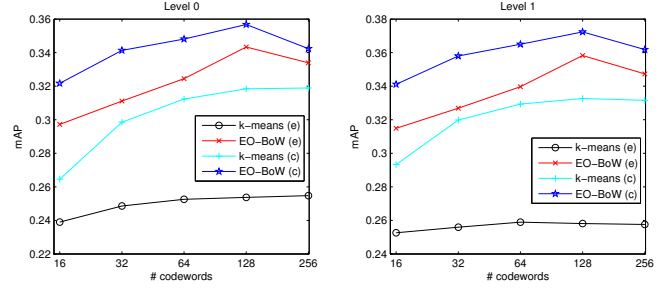 Level 0
0.36
0.34
0.32
0.3
0.28
0.26
0.24
0.22
mAP
k−means (e)
EO−BoW (e)
k−means (c)
EO−BoW (c)
16 32 64 128 256
# codewords
Level 1
0.38
0.36
0.34
0.32
0.3
0.28
0.26
0.24
mAP
k−means (e)
EO−BoW (e)
k−means (c)
EO−BoW (c)
16 32 64 128 256
# codewords